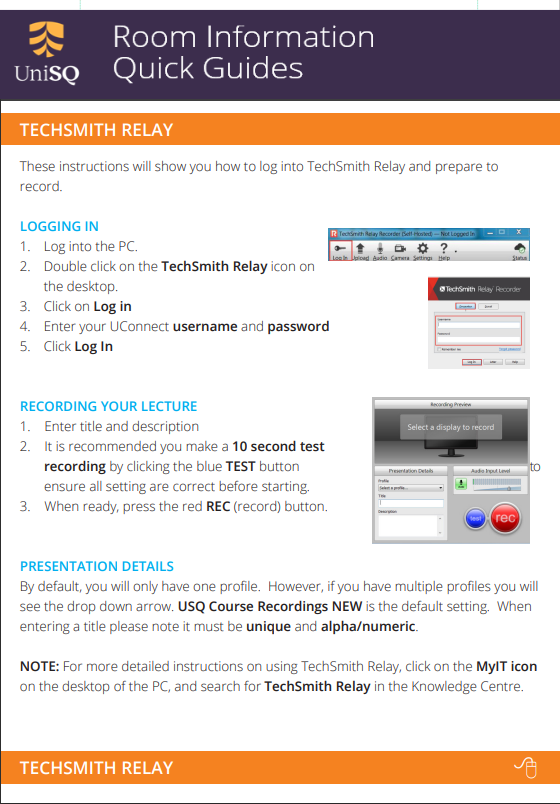 UniSQ
Room Information
Quick Guides
TECHSMITH RELAY
These instructions will show you how to log into TechSmith Relay and prepare to
record.
LOGGING IN
1. Log into the PC.
2. Double click on the TechSmith Relay icon on
the desktop.
3. Click on Log in
4. Enter your UConnect username and password
5. Click Log In
TechSmith Relay Recorder (Self-Hosted) -- Not Logged In
Log In Upload Audio Camera Settings Help Status
TechSmith Relay Recorder
Username
Password
RECORDING YOUR LECTURE
1. Enter title and description
2. It is recommended you make a 10 second test
recording by clicking the blue TEST button to
ensure all setting are correct before starting.
3. When ready, press the red REC (record) button.
Recording Preview
Select a display to record
Presentation Details
Audio Input Level
Profile
Select a profile...
Title
Description
test
rec
PRESENTATION DETAILS
By default, you will only have one profile. However, if you have multiple profiles you will
see the drop down arrow. USQ Course Recordings NEW is the default setting. When
entering a title please note it must be unique and alpha/numeric.
NOTE: For more detailed instructions on using TechSmith Relay, click on the MyIT icon
on the desktop of the PC, and search for TechSmith Relay in the Knowledge Centre.
TECHSMITH RELAY